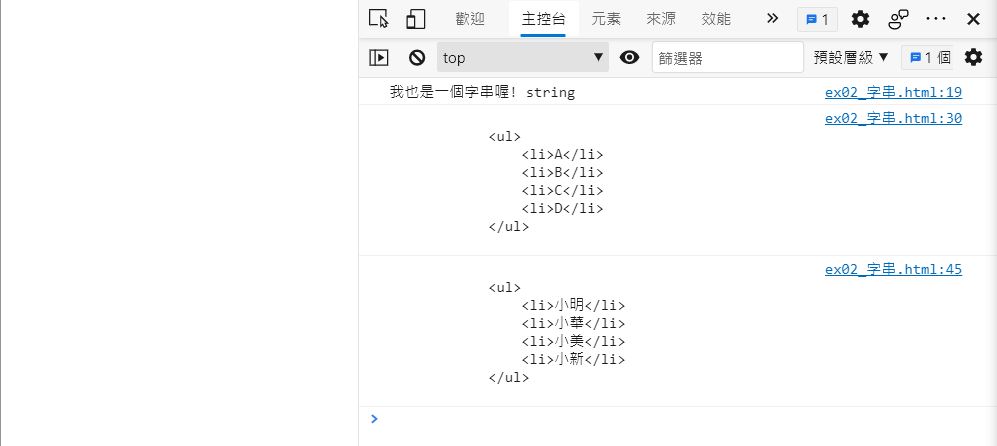 歡迎 主控台 元素 來源 效能 1
top 篩選器 預設層級 1 個
我也是一個字串喔! string ex02_字串.html:19
ex02_字串.html:30
<ul>
<li>A</li>
<li>B</li>
<li>C</li>
<li>D</li>
</ul>
ex02_字串.html:45
<ul>
<li>小明</li>
<li>小華</li>
<li>小美</li>
<li>小新</li>
</ul>